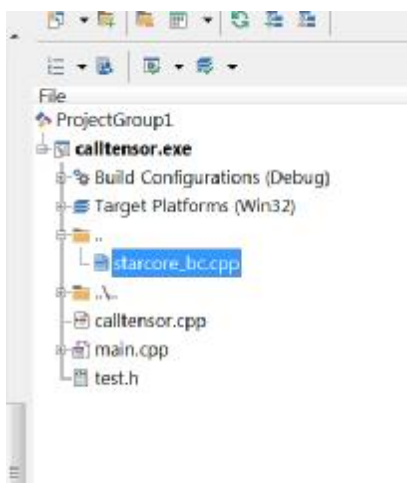 File
ProjectGroup1
calltensor.exe
Build Configurations (Debug)
Target Platforms (Win32)
..
starcore_bc.cpp
..\..
calltensor.cpp
main.cpp
test.h